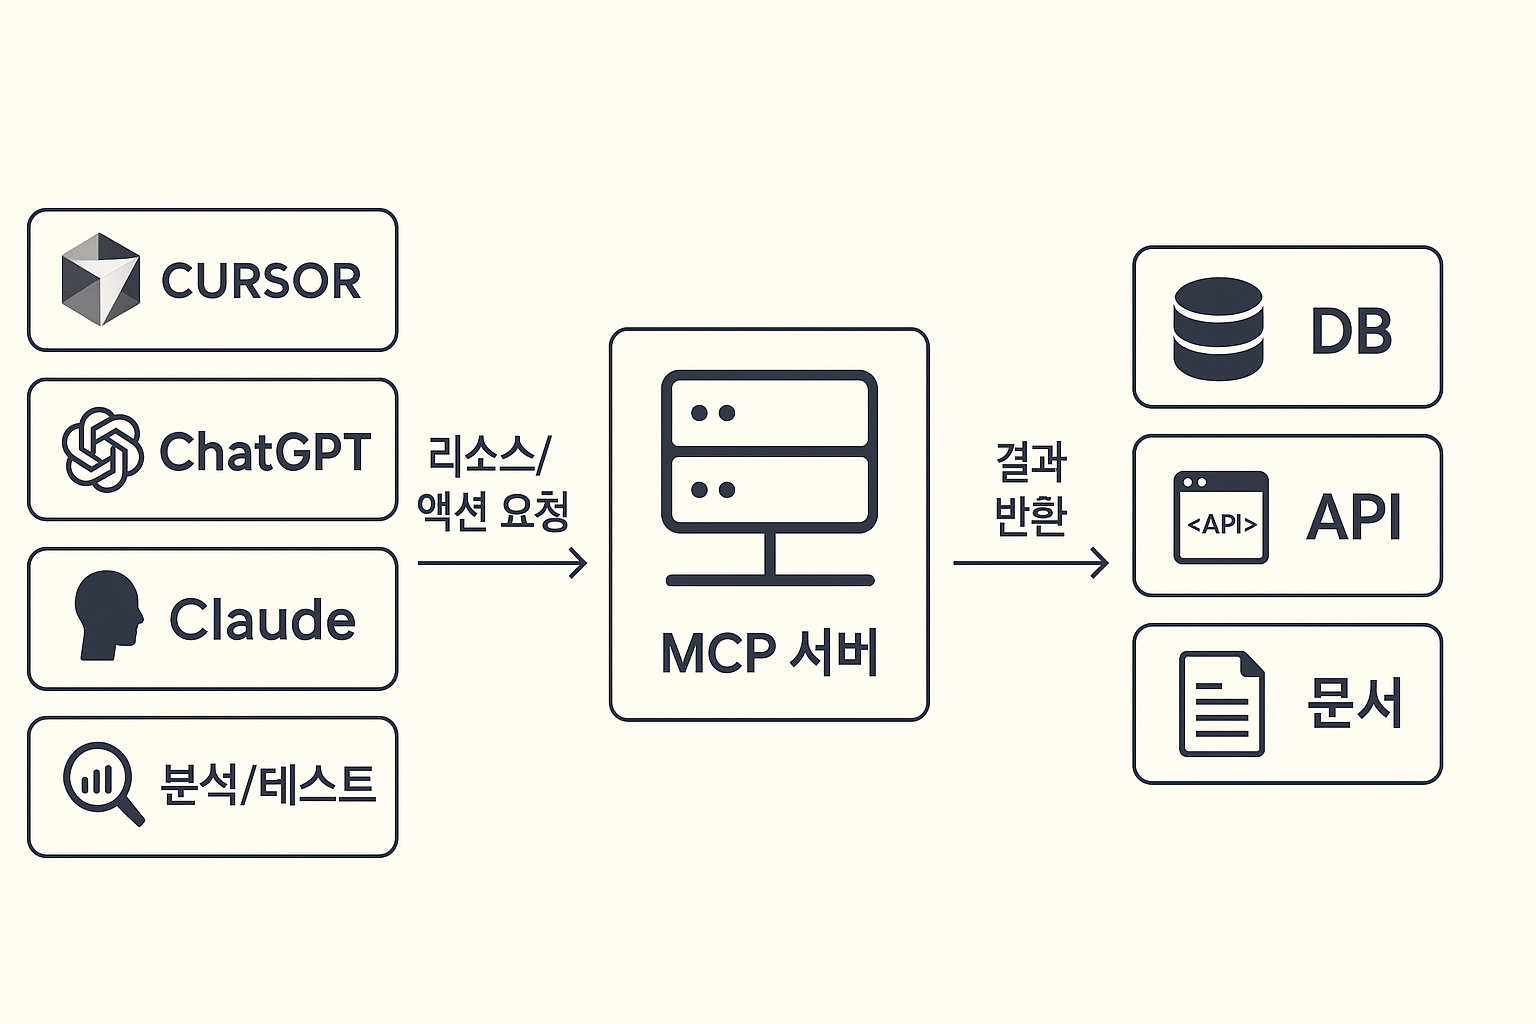 CURSOR
ChatGPT
Claude
분석/테스트
리소스/
액션 요청
MCP 서버
결과
반환
DB
<API>
API
문서